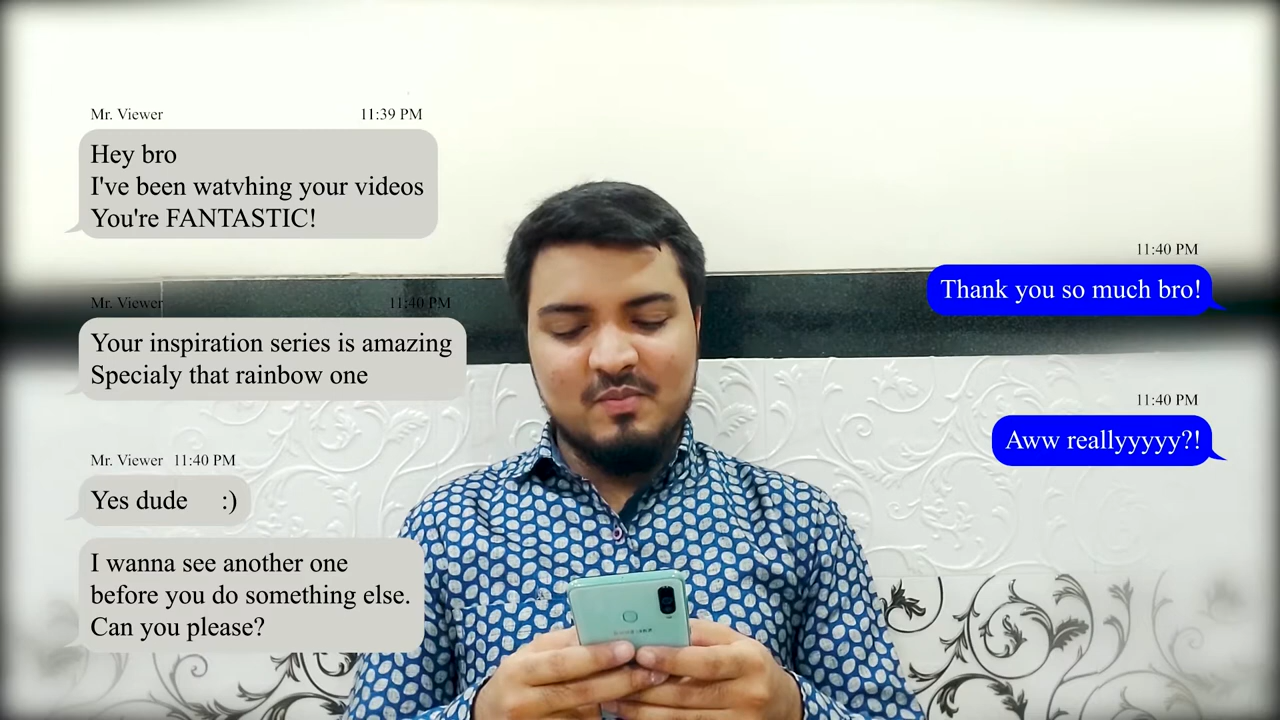 Mr. Viewer 11:39 PM
Hey bro
I've been watvhing your videos
You're FANTASTIC!
11:40 PM
Thank you so much bro!
Mr. Viewer 11:40 PM
Your inspiration series is amazing
Specialy that rainbow one
11:40 PM
Aww reallyyyyy?!
Mr. Viewer 11:40 PM
Yes dude :)
I wanna see another one
before you do something else.
Can you please?